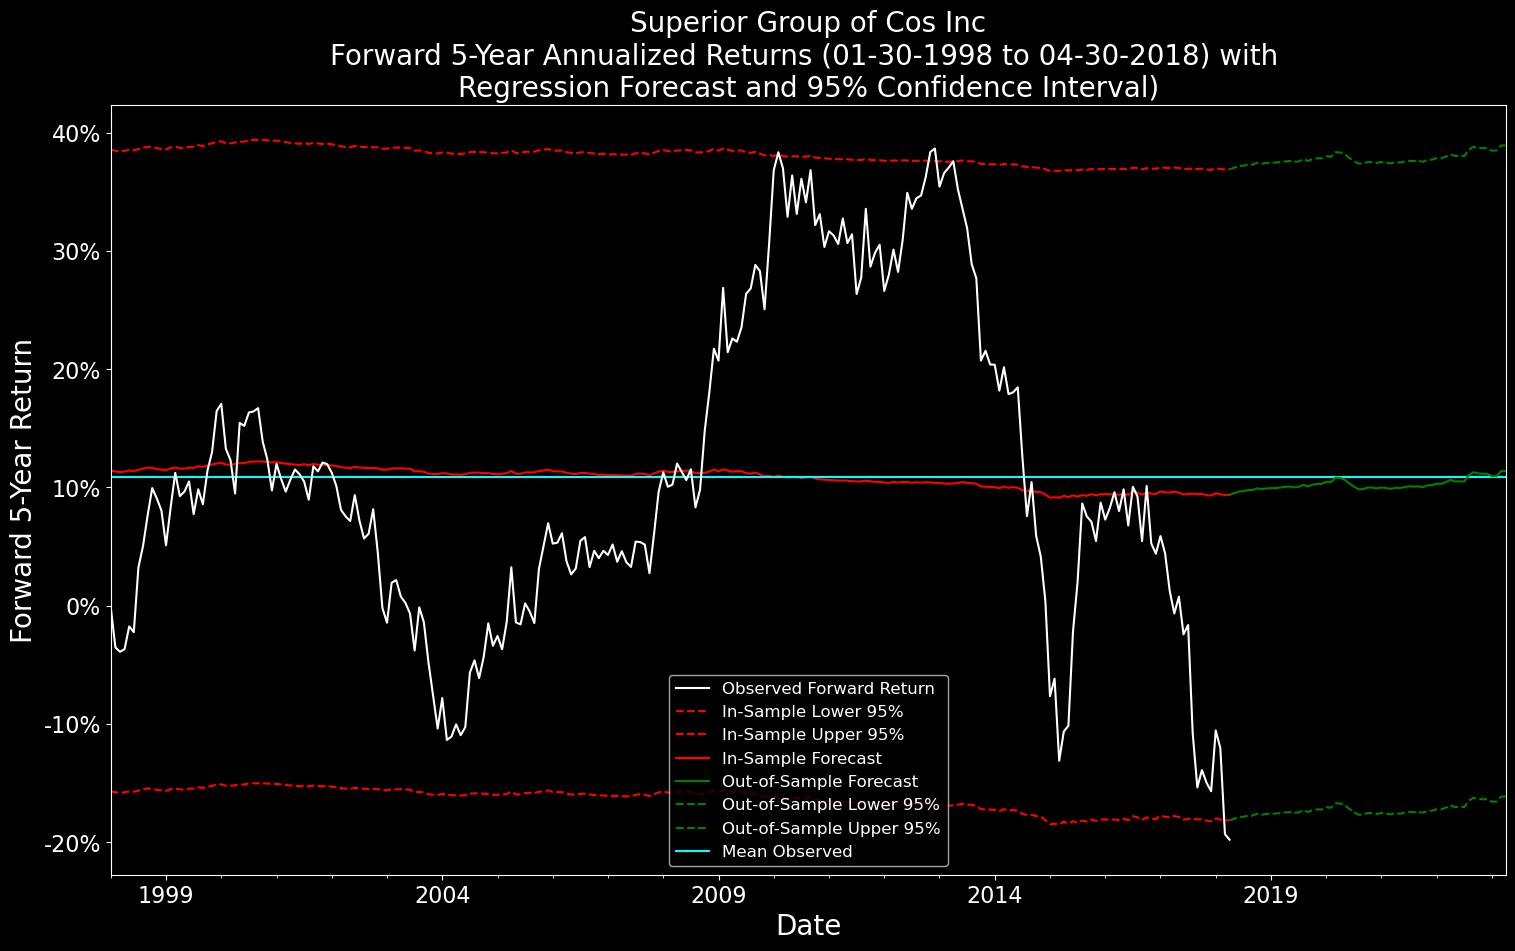 Superior Group of Cos Inc
Forward 5-Year Annualized Returns (01-30-1998 to 04-30-2018) with
Regression Forecast and 95% Confidence Interval)
Forward 5-Year Return
40%
30%
20%
10%
0%
-10%
-20%
Observed Forward Return
In-Sample Lower 95%
In-Sample Upper 95%
In-Sample Forecast
Out-of-Sample Forecast
Out-of-Sample Lower 95%
Out-of-Sample Upper 95%
Mean Observed
1999
2004
2009
2014
2019
Date